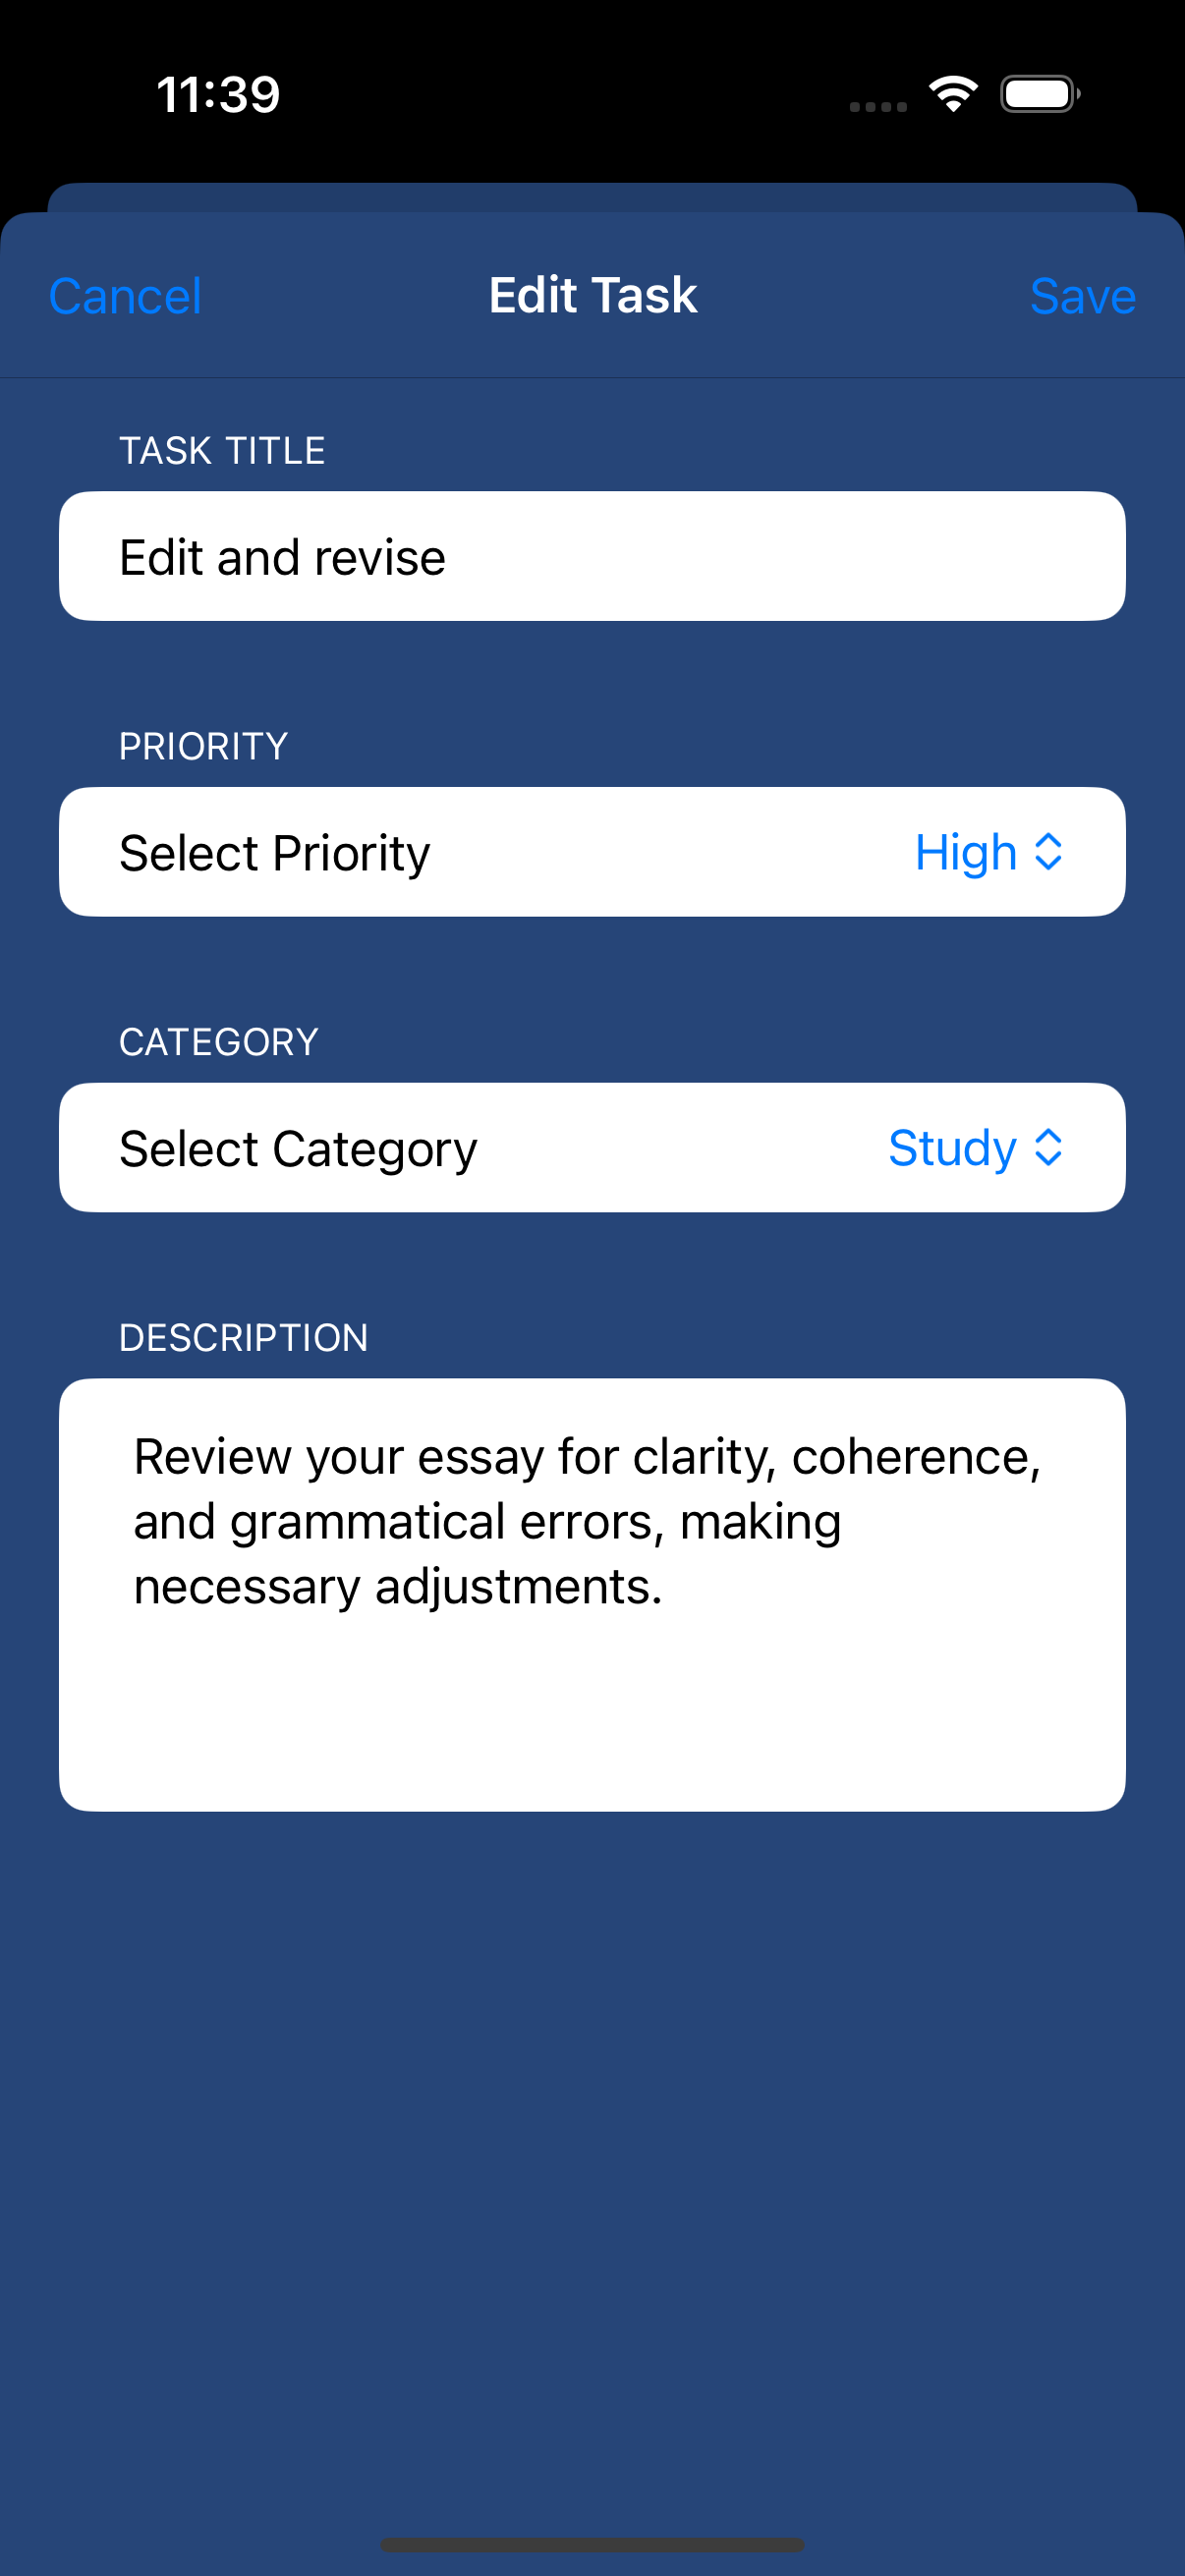 11:39
Cancel Edit Task Save
TASK TITLE
Edit and revise
PRIORITY
Select Priority High
CATEGORY
Select Category Study
DESCRIPTION
Review your essay for clarity, coherence,
and grammatical errors, making
necessary adjustments.